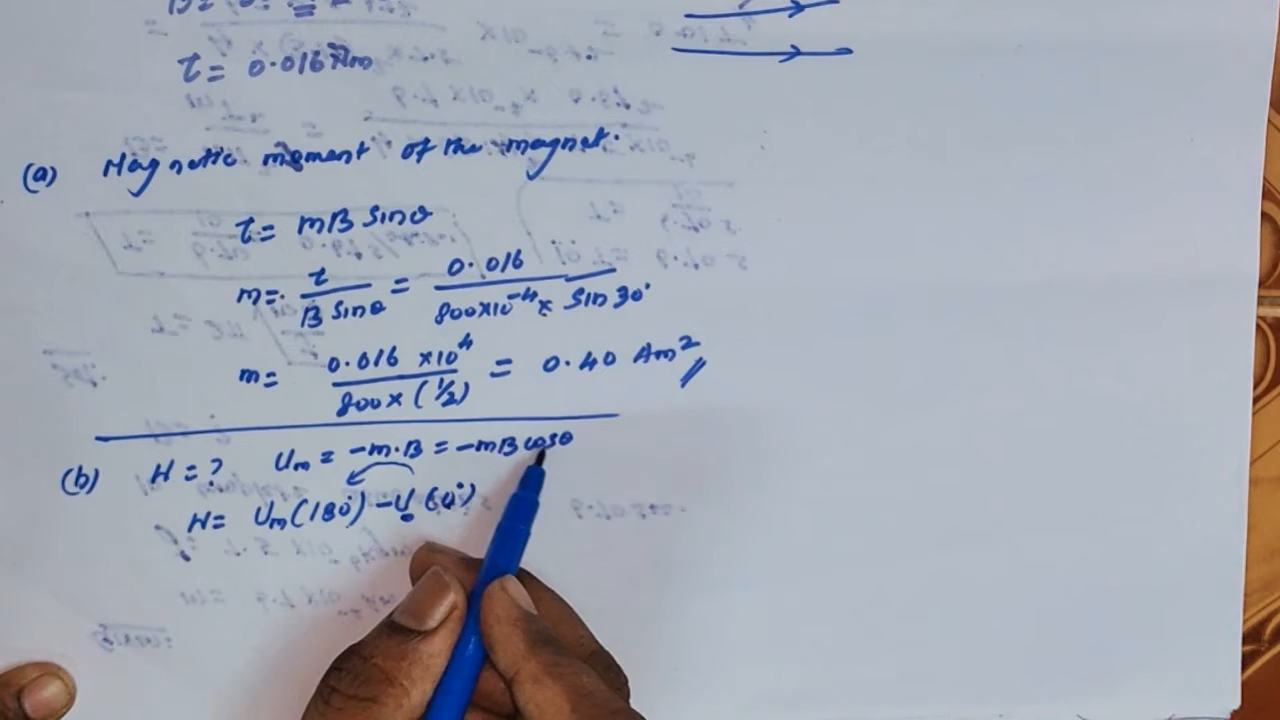 τ = 0.016 Nm
(a) Magnetic moment of the magnet.
τ = mB Sinθ
m = τ / B Sinθ = 0.016 / 800×10⁻⁴ × Sin 30°
m = 0.016 ×10⁴ / 800 × (1/2) = 0.40 Am²
(b) W = ? Um = -m·B = -mB cosθ
W = Um (180°) - U (60°)